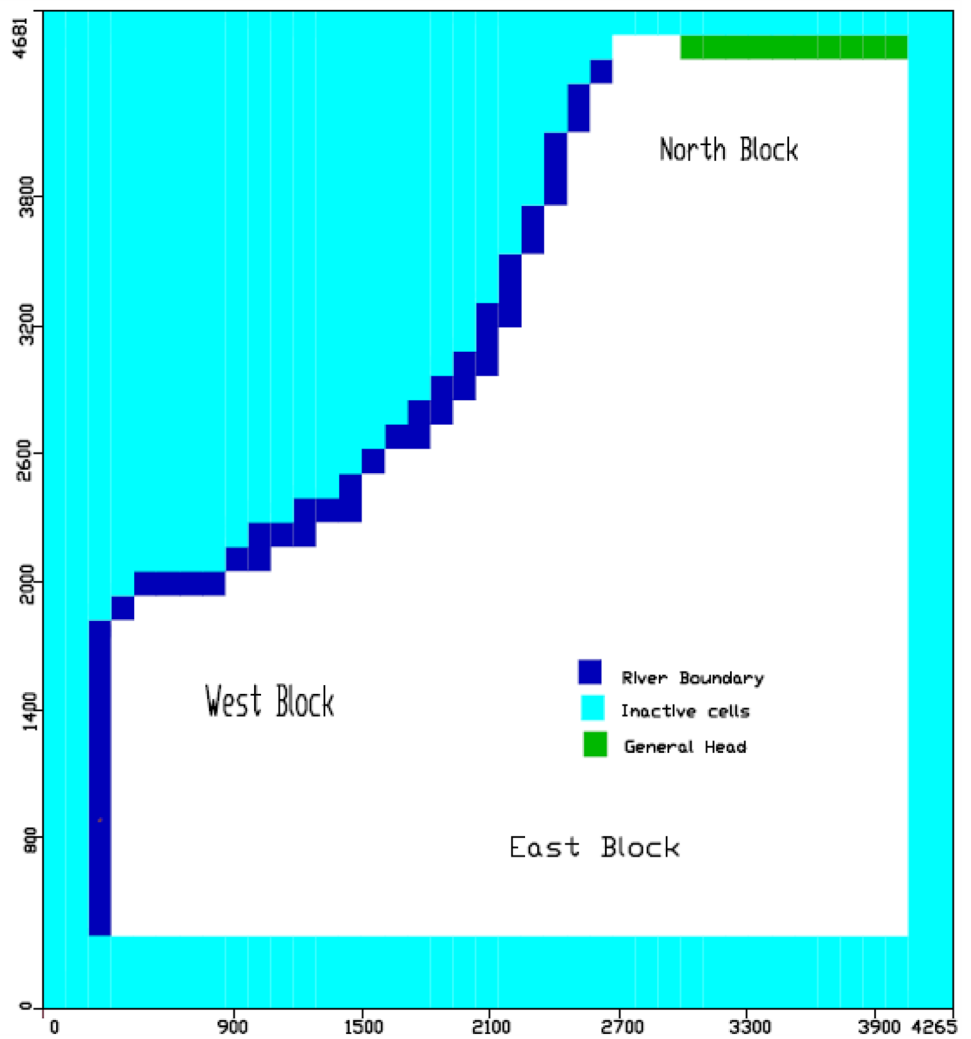 4681
North Block
3800
3200
2600
2000
River Boundary
West Block
1400
Inactive cells
General Head
800
East Block
0
0 900 1500 2100 2700 3300 3900 4265